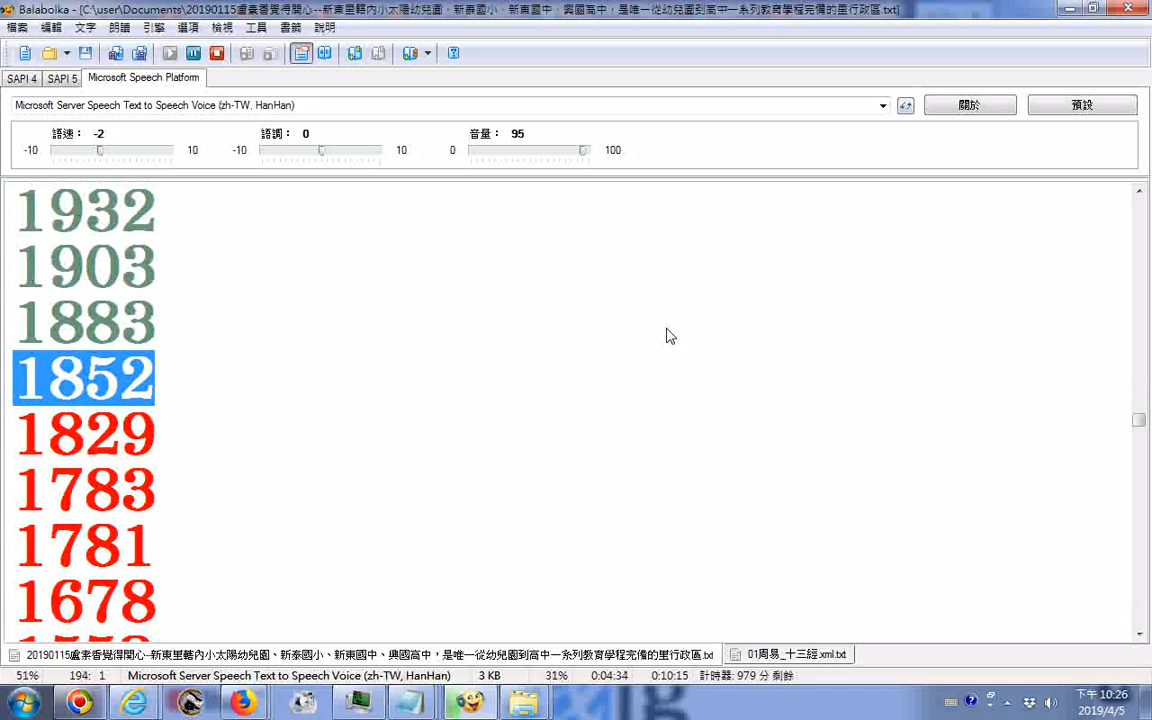 Balabolka - [C:\user\Documents\20190115盧素香覺得開心--新東里轄內小太陽幼兒園、新泰國小、新東國中、興國高中，是唯一從幼兒園到高中一系列教育學程完備的里行政區.txt]
檔案 編輯 文字 朗讀 引擎 選項 檢視 工具 書籤 說明
SAPI 4 SAPI 5 Microsoft Speech Platform
Microsoft Server Speech Text to Speech Voice (zh-TW, HanHan) 關於 預設
語速： -2 語調： 0 音量： 95
-10 10 -10 10 0 100
1932
1903
1883
1852
1829
1783
1781
1678
20190115盧素香覺得開心--新東里轄內小太陽幼兒園、新泰國小、新東國中、興國高中，是唯一從幼兒園到高中一系列教育學程完備的里行政區.txt 01周易_十三經.xml.txt
51% 194: 1 Microsoft Server Speech Text to Speech Voice (zh-TW, HanHan) 3 KB 31% 0:04:34 0:10:15 計時器: 979 分 剩餘
下午 10:26
2019/4/5